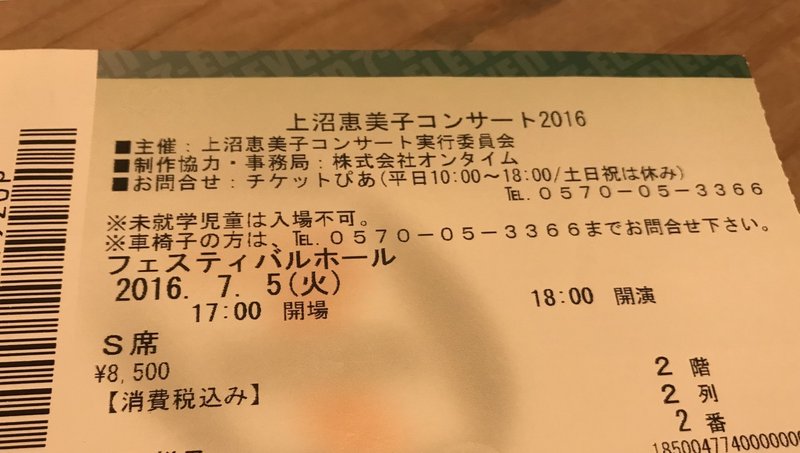 上沼恵美子コンサート2016
■主催：上沼恵美子コンサート実行委員会
■制作協力・事務局：株式会社オンタイム
■お問合せ：チケットぴあ(平日10:00～18:00/土日祝は休み)
℡０５７０－０５－３３６６
※未就学児童は入場不可。
※車椅子の方は、℡０５７０－０５－３３６６までお問合せ下さい。
フェスティバルホール
2016. 7. 5(火)
17:00 開場 18:00 開演
Ｓ席
¥8,500
【消費税込み】
２ 階
２ 列
２ 番